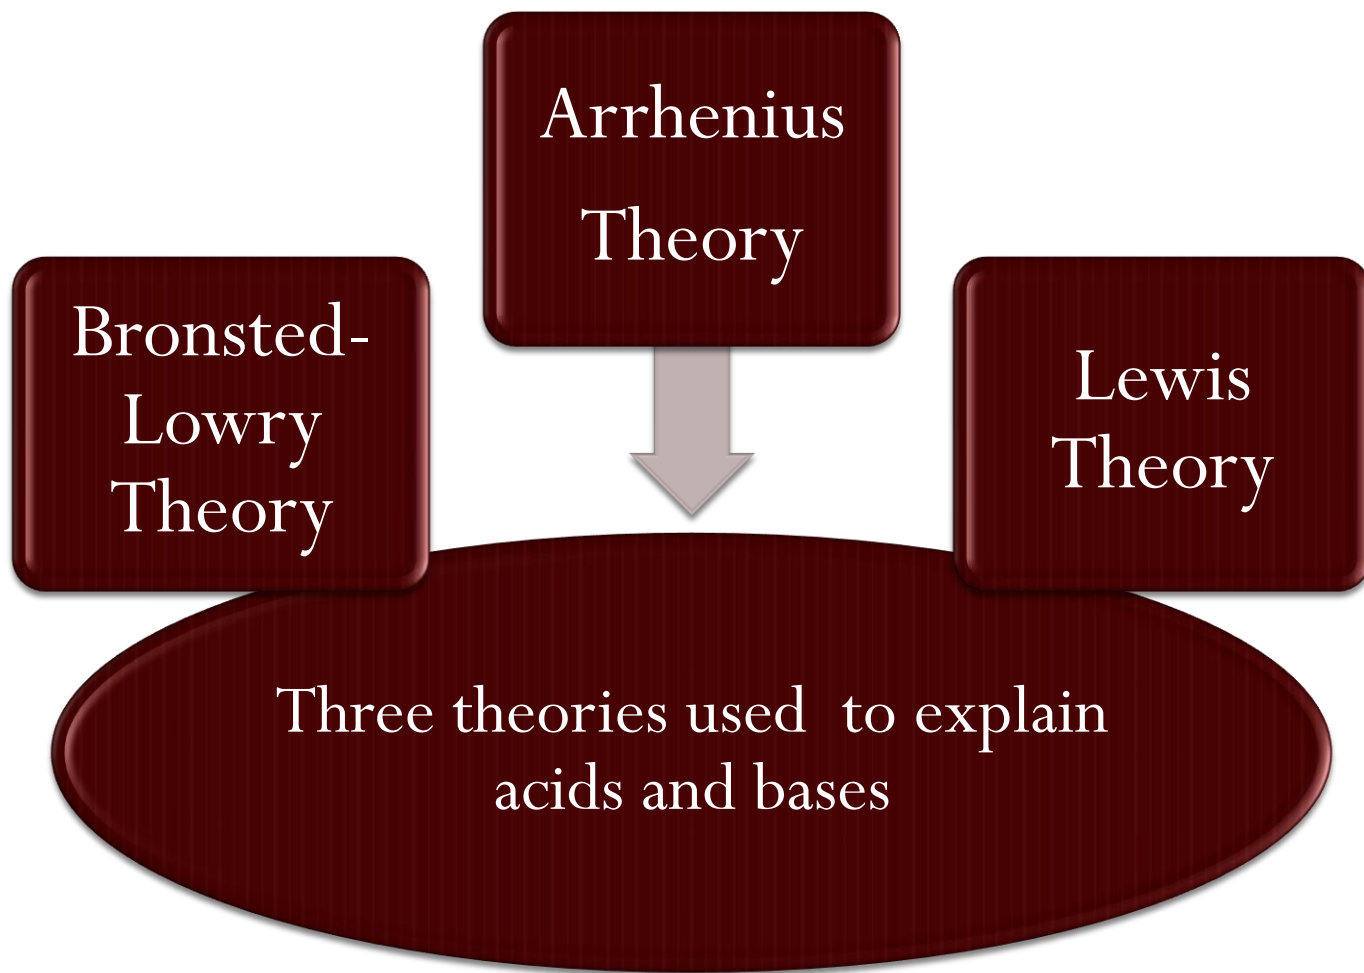 Arrhenius
Theory
Bronsted-
Lowry
Theory
Lewis
Theory
Three theories used  to explain
acids and bases